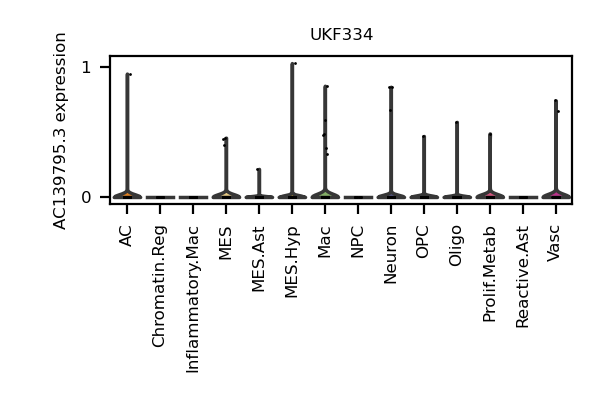 UKF334
AC139795.3 expression
1
0
AC
Chromatin.Reg
Inflammatory.Mac
MES
MES.Ast
MES.Hyp
Mac
NPC
Neuron
OPC
Oligo
Prolif.Metab
Reactive.Ast
Vasc